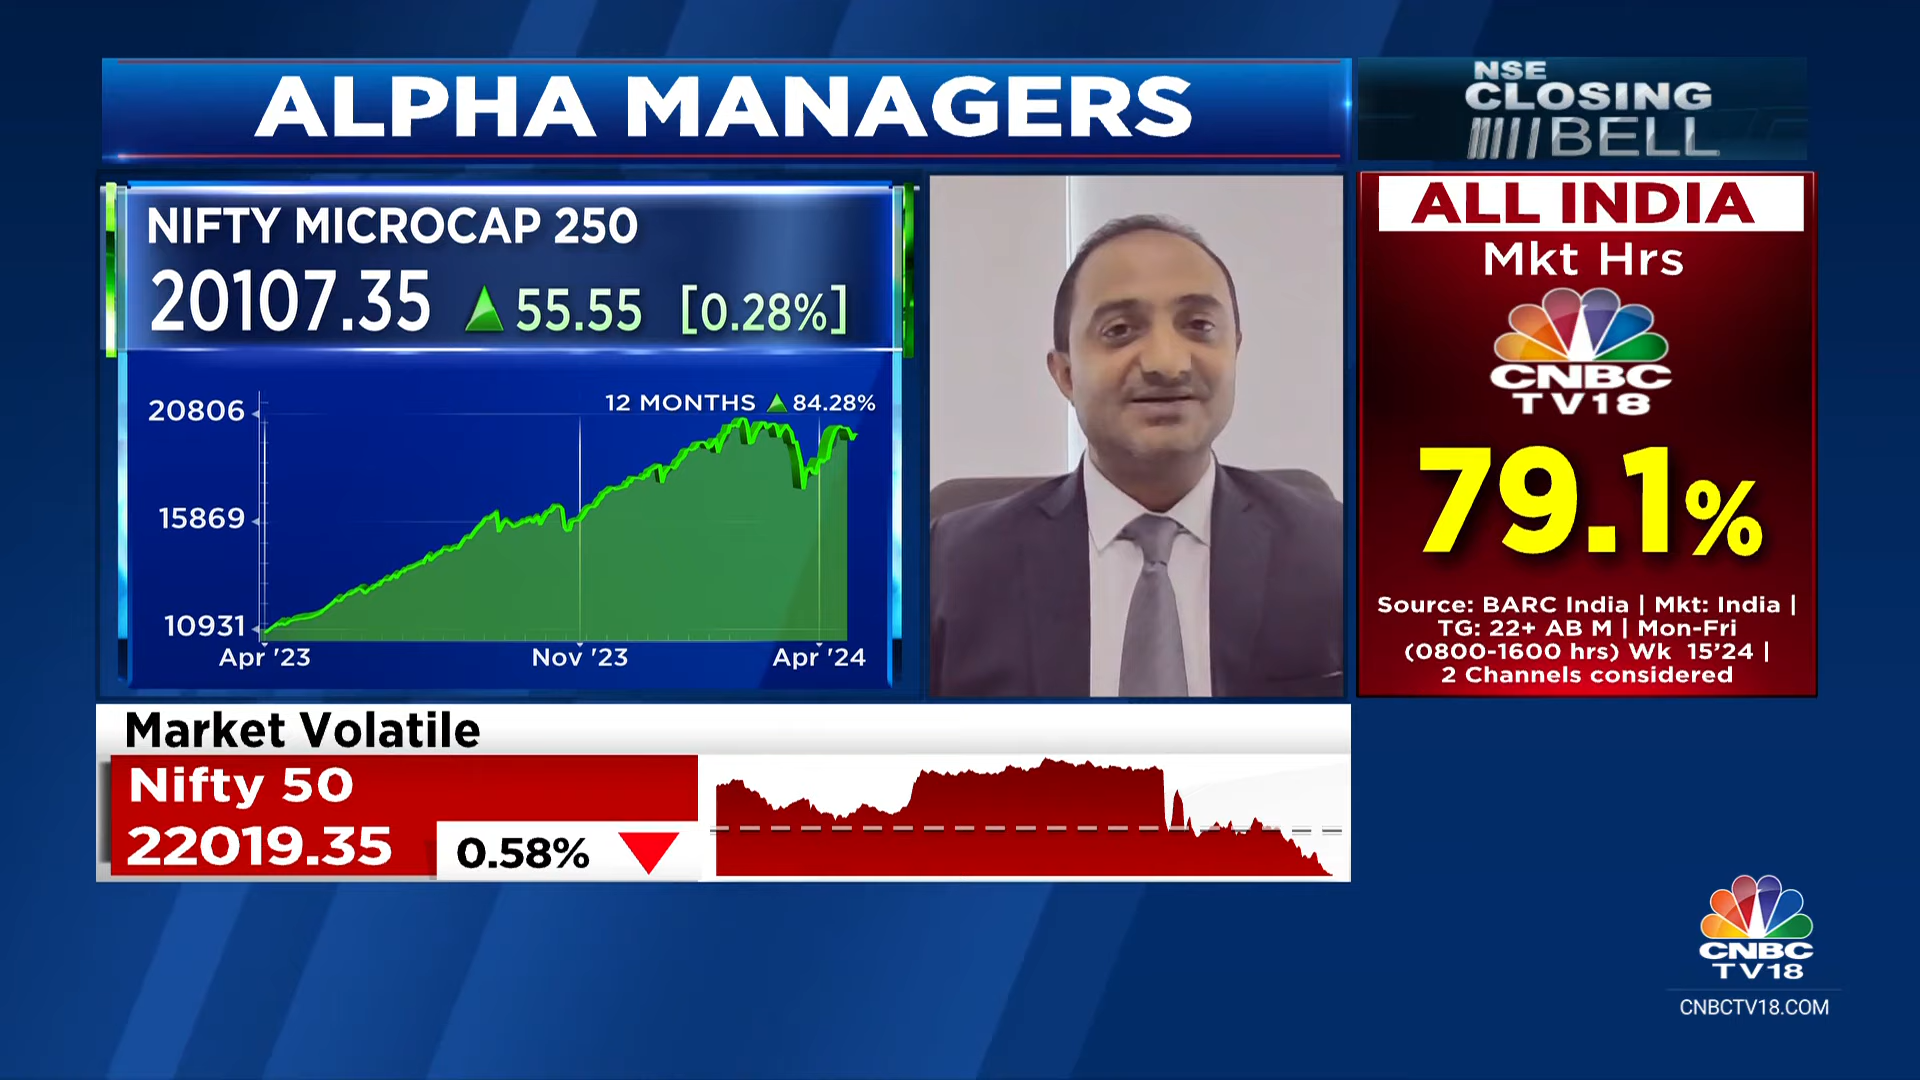 ALPHA MANAGERS
NSE
CLOSING
BELL
NIFTY MICROCAP 250
20107.35 ▲ 55.55 [0.28%]
12 MONTHS ▲ 84.28%
20806
15869
10931
Apr '23 Nov '23 Apr '24
ALL INDIA
Mkt Hrs
CNBC
TV18
79.1%
Source: BARC India | Mkt: India |
TG: 22+ AB M | Mon-Fri
(0800-1600 hrs) Wk 15'24 |
2 Channels considered
Market Volatile
Nifty 50
22019.35 0.58% ▼
CNBC
TV18
CNBCTV18.COM